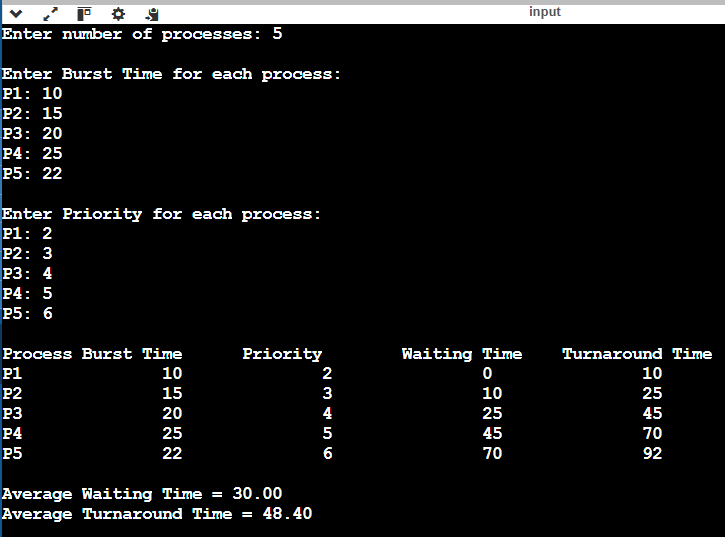 input
Enter number of processes: 5
Enter Burst Time for each process:
P1: 10
P2: 15
P3: 20
P4: 25
P5: 22
Enter Priority for each process:
P1: 2
P2: 3
P3: 4
P4: 5
P5: 6
Process Burst Time Priority Waiting Time Turnaround Time
P1 10 2 0 10
P2 15 3 10 25
P3 20 4 25 45
P4 25 5 45 70
P5 22 6 70 92
Average Waiting Time = 30.00
Average Turnaround Time = 48.40